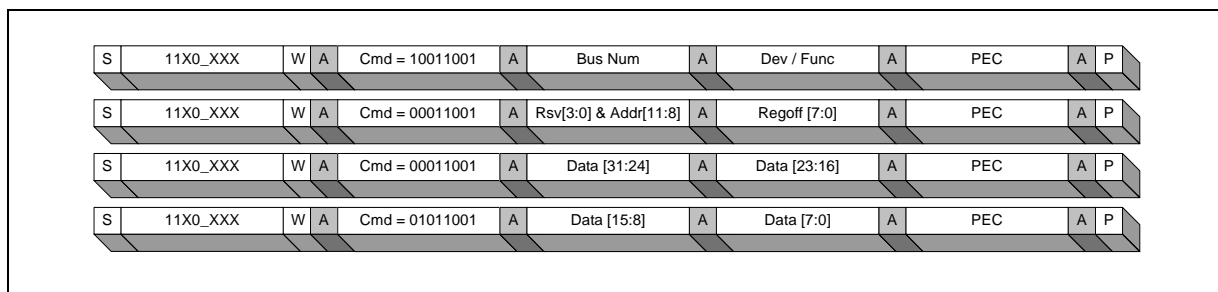 S 11X0_XXX W A Cmd = 10011001 A Bus Num A Dev / Func A PEC A P
S 11X0_XXX W A Cmd = 00011001 A Rsv[3:0] & Addr[11:8] A Regoff [7:0] A PEC A P
S 11X0_XXX W A Cmd = 00011001 A Data [31:24] A Data [23:16] A PEC A P
S 11X0_XXX W A Cmd = 01011001 A Data [15:8] A Data [7:0] A PEC A P